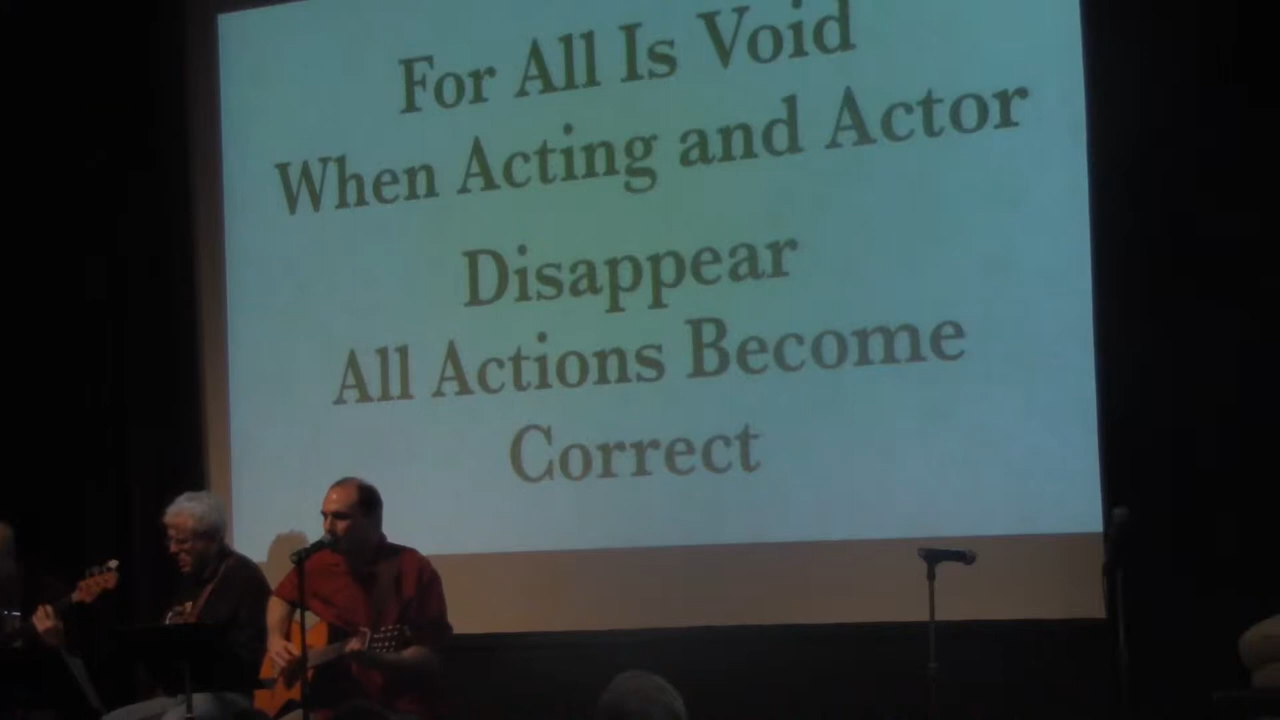 For All Is Void
When Acting and Actor
Disappear
All Actions Become
Correct